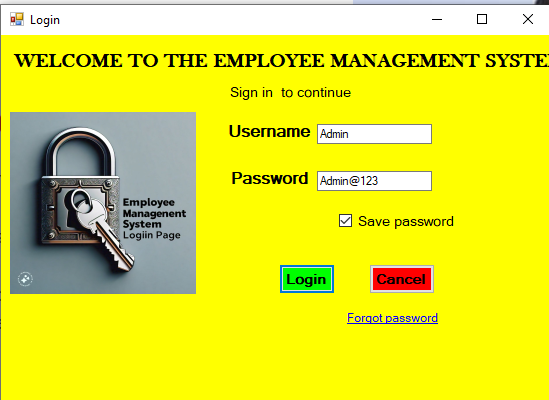 Login
WELCOME TO THE EMPLOYEE MANAGEMENT SYSTE
Sign in to continue
Username Admin
Password Admin@123
Save password
Employee
Manegenent
System
Logiin Page
Login Cancel
Forgot password